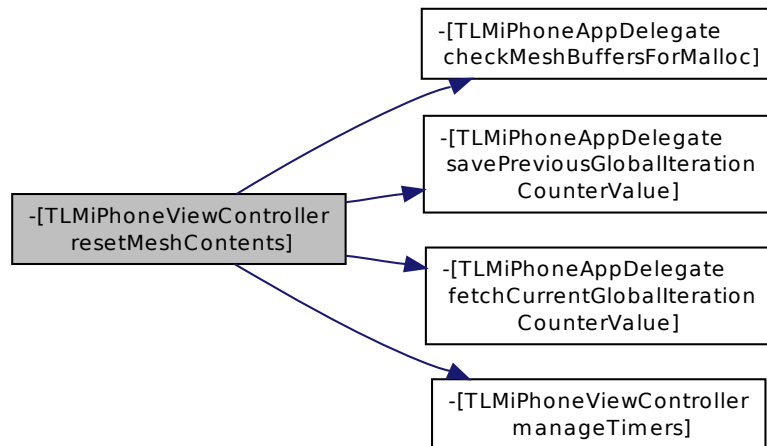 -[TLMiPhoneAppDelegate
checkMeshBuffersForMalloc]
-[TLMiPhoneAppDelegate
savePreviousGlobalIteration
CounterValue]
-[TLMiPhoneViewController
resetMeshContents]
-[TLMiPhoneAppDelegate
fetchCurrentGlobalIteration
CounterValue]
-[TLMiPhoneViewController
manageTimers]